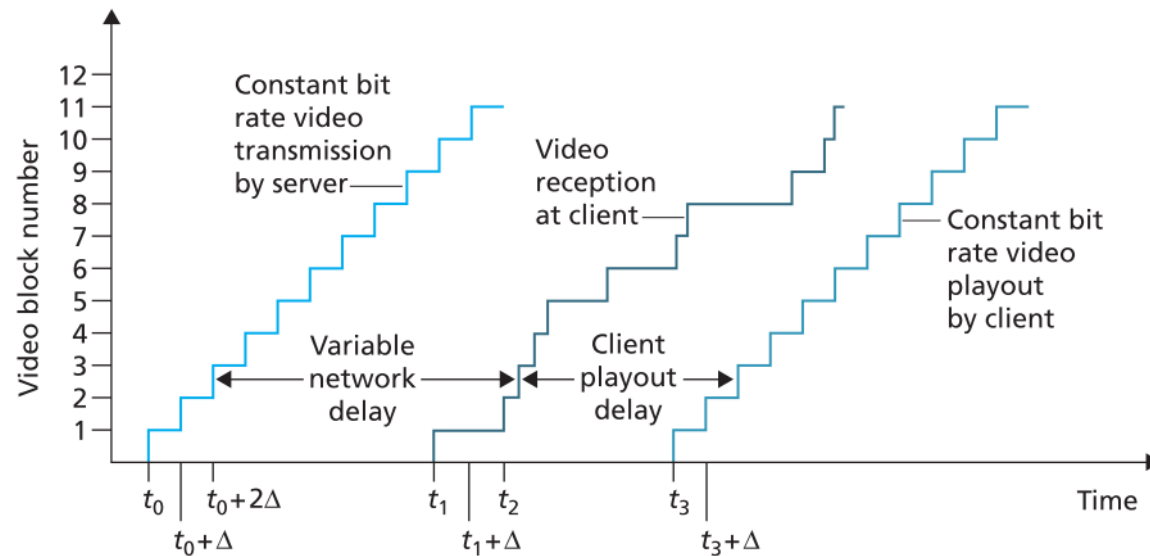 Video block number
12
11
10
9
8
7
6
5
4
3
2
1
Constant bit
rate video
transmission
by server
Video
reception
at client
Constant bit
rate video
playout
by client
Variable
network
delay
Client
playout
delay
t₀
t₀+2Δ
t₁
t₂
t₃
Time
t₀+Δ
t₁+Δ
t₃+Δ